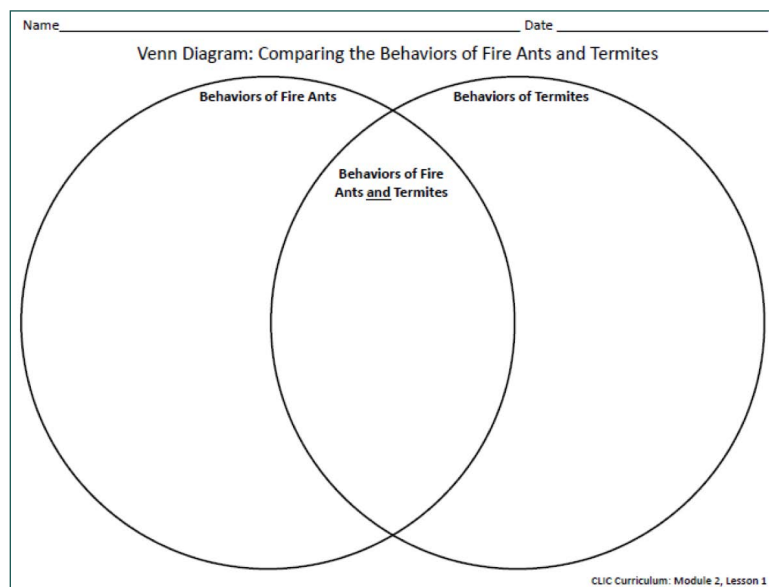 Name Date
Venn Diagram: Comparing the Behaviors of Fire Ants and Termites
Behaviors of Fire Ants
Behaviors of Termites
Behaviors of Fire
Ants and Termites
CLIC Curriculum: Module 2, Lesson 1